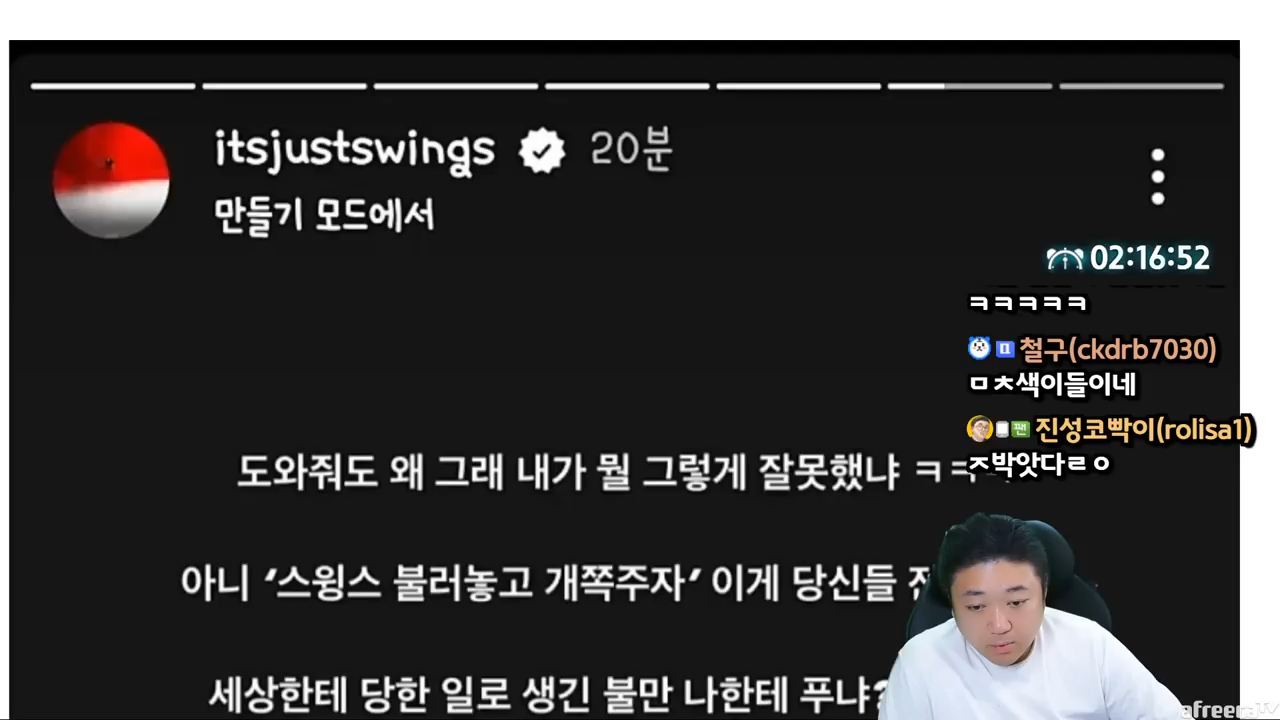 itsjustswings 20분
만들기 모드에서
02:16:52
ㅋㅋㅋㅋㅋ
철구(ckdrb7030)
ㅁㅊ색이들이네
진성코빡이(rolisa1)
ㅈ박앗다ㄹㅇ
도와줘도 왜 그래 내가 뭘 그렇게 잘못했냐 ㅋㅋ
아니 ‘스윙스 불러놓고 개쪽주자’ 이게 당신들
세상한테 당한 일로 생긴 불만 나한테 푸냐?
afreecaTV